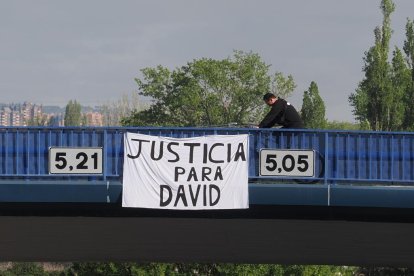 5,21
JUSTICIA
PARA
DAVID
5,05